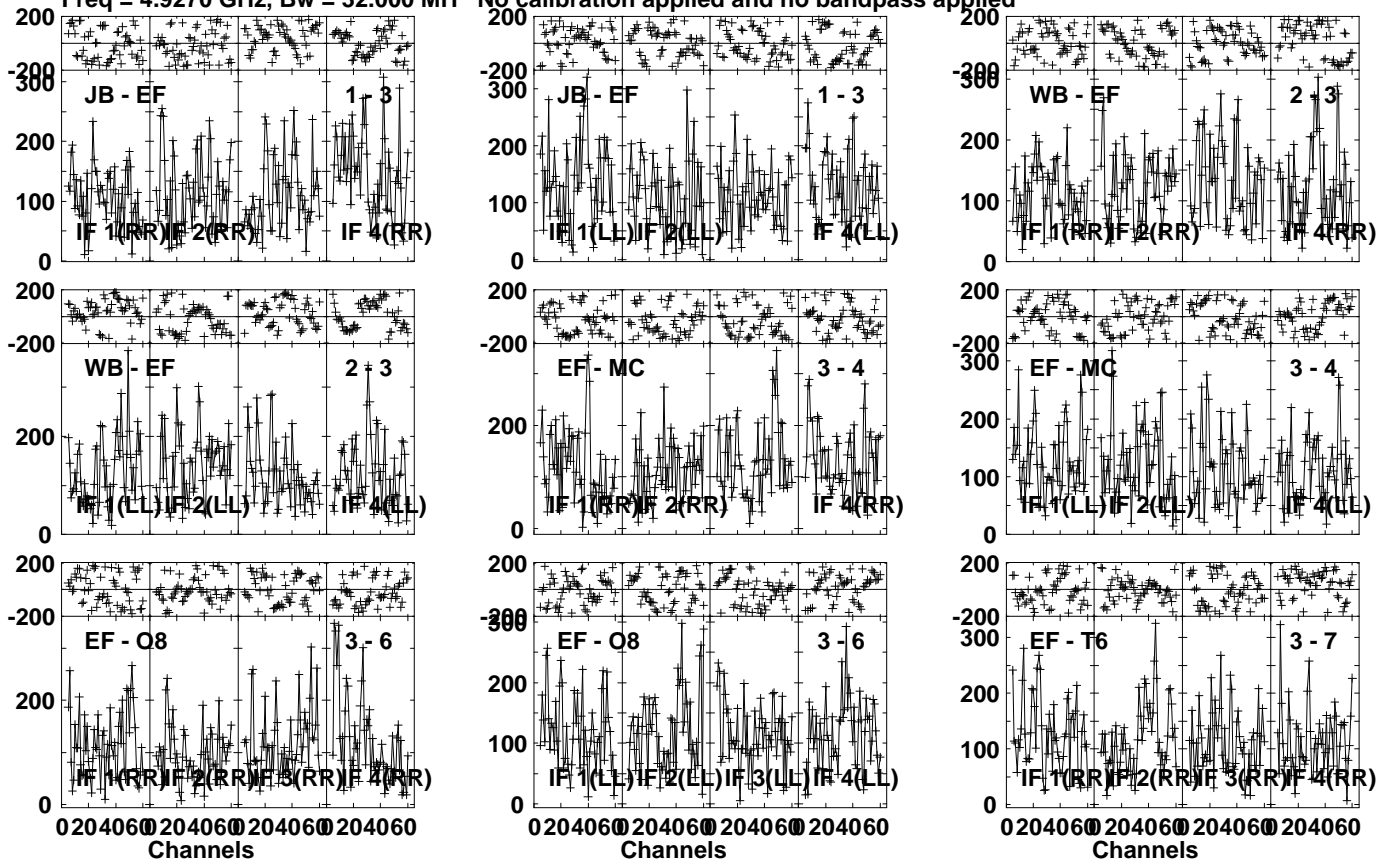 Freq = 4.9270 GHz, Bw = 32.000 MH No calibration applied and no bandpass applied
200
-200
300
200
100
0
JB - EF 1 - 3
IF 1(RR) IF 2(RR) IF 4(RR)
200
-200
300
200
100
0
JB - EF 1 - 3
IF 1(LL) IF 2(LL) IF 4(LL)
200
-200
300
200
100
0
WB - EF 2 - 3
IF 1(RR) IF 2(RR) IF 4(RR)
200
-200
200
0
WB - EF 2 - 3
IF 1(LL) IF 2(LL) IF 4(LL)
200
-200
200
0
EF - MC 3 - 4
IF 1(RR) IF 2(RR) IF 4(RR)
200
-200
300
200
100
0
EF - MC 3 - 4
IF 1(LL) IF 2(LL) IF 4(LL)
200
-200
200
0
EF - O8 3 - 6
IF 1(RR) IF 2(RR) IF 3(RR) IF 4(RR)
0 20 40 60 0 20 40 60 0 20 40 60 0 20 40 60
Channels
200
-200
300
200
100
0
EF - O8 3 - 6
IF 1(LL) IF 2(LL) IF 3(LL) IF 4(LL)
0 20 40 60 0 20 40 60 0 20 40 60 0 20 40 60
Channels
200
-200
200
100
0
EF - T6 3 - 7
IF 1(RR) IF 2(RR) IF 3(RR) IF 4(RR)
0 20 40 60 0 20 40 60 0 20 40 60 0 20 40 60
Channels